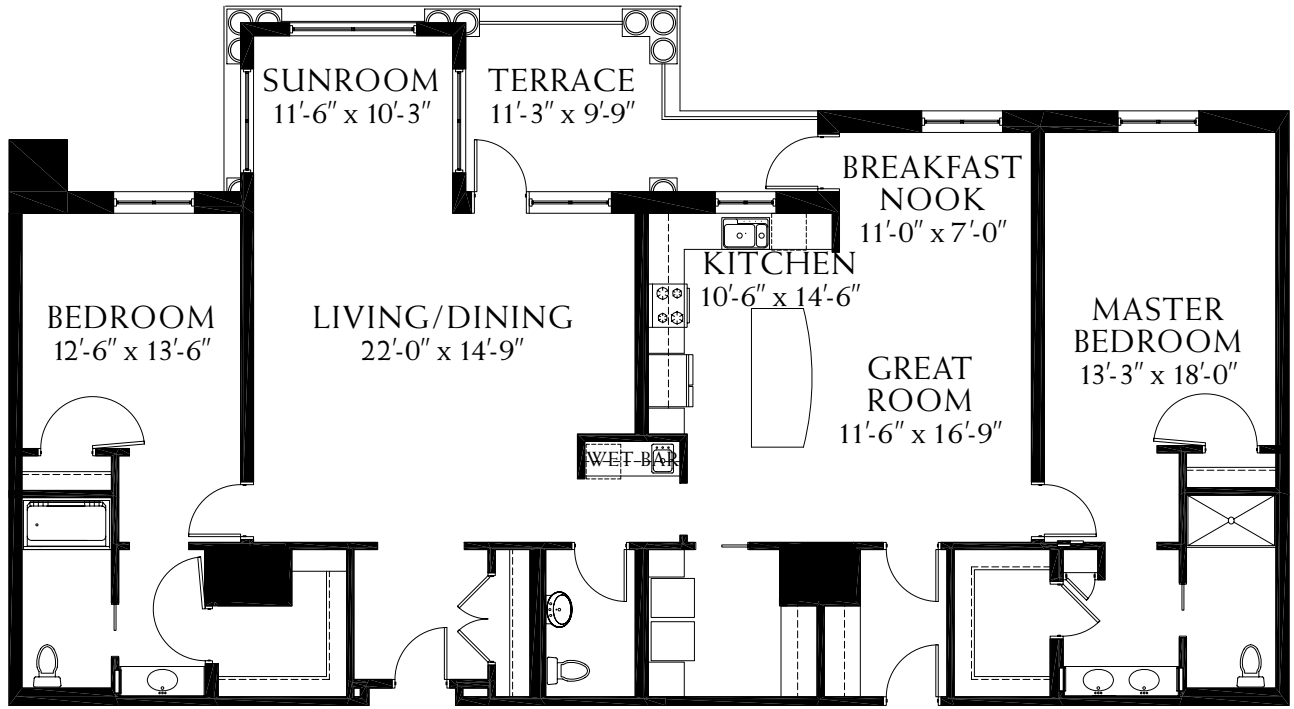 SUNROOM
11'-6" x 10'-3"
TERRACE
11'-3" x 9'-9"
BREAKFAST
NOOK
11'-0" x 7'-0"
KITCHEN
10'-6" x 14'-6"
BEDROOM
12'-6" x 13'-6"
LIVING/DINING
22'-0" x 14'-9"
MASTER
BEDROOM
13'-3" x 18'-0"
GREAT
ROOM
11'-6" x 16'-9"
WET BAR